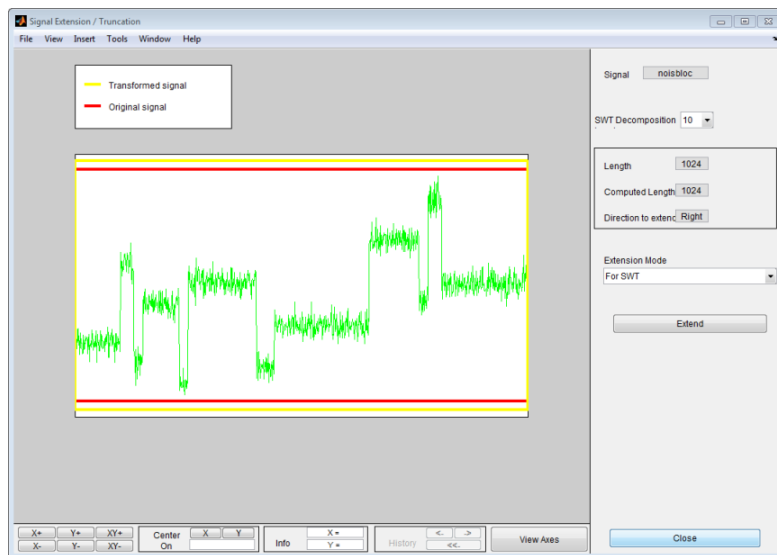 Signal Extension / Truncation
File View Insert Tools Window Help
Transformed signal
Original signal
Signal noisbloc
SWT Decomposition 10
Length 1024
Computed Length 1024
Direction to extend Right
Extension Mode
For SWT
Extend
X+ Y+ XY+
X- Y- XY-
Center On X Y
Info X = Y =
History <- -> <<-
View Axes
Close